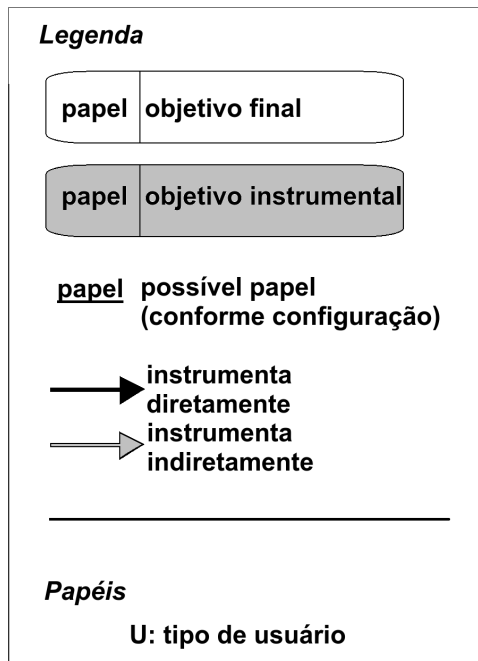 Legenda
papel objetivo final
papel objetivo instrumental
papel possível papel
(conforme configuração)
instrumenta
diretamente
instrumenta
indiretamente
Papéis
U: tipo de usuário